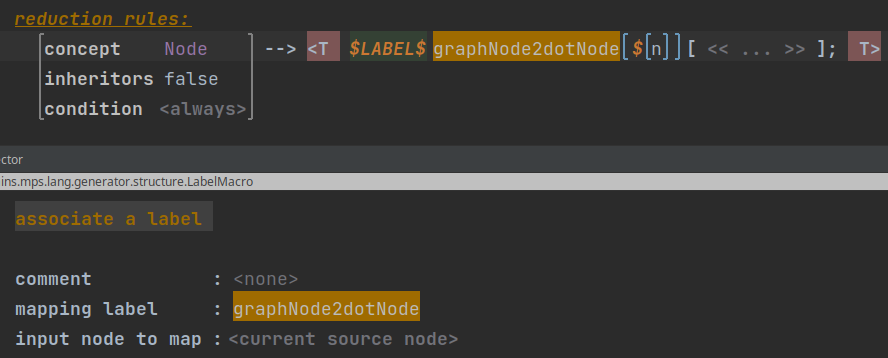 reduction rules:
concept Node --> <T $LABEL$ graphNode2dotNode[$[n]][ << ... >> ]; T>
inheritors false
condition <always>
ctor
ins.mps.lang.generator.structure.LabelMacro
associate a label
comment : <none>
mapping label : graphNode2dotNode
input node to map : <current source node>